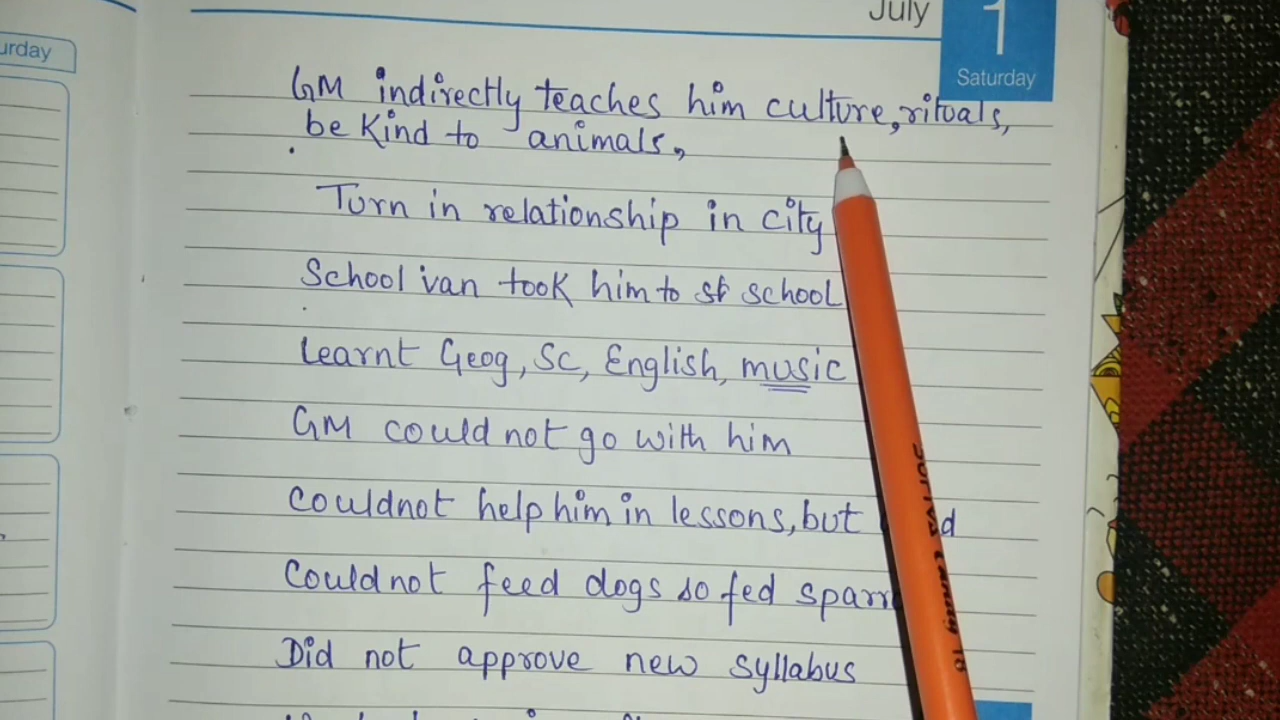 urday
July
1
Saturday
GM indirectly teaches him culture, rituals,
be kind to animals,
Turn in relationship in city
School van took him to st school
Learnt Geog, Sc, English, music
GM could not go with him
Couldnot help him in lessons, but
Could not feed dogs so fed
Did not approve new syllabus